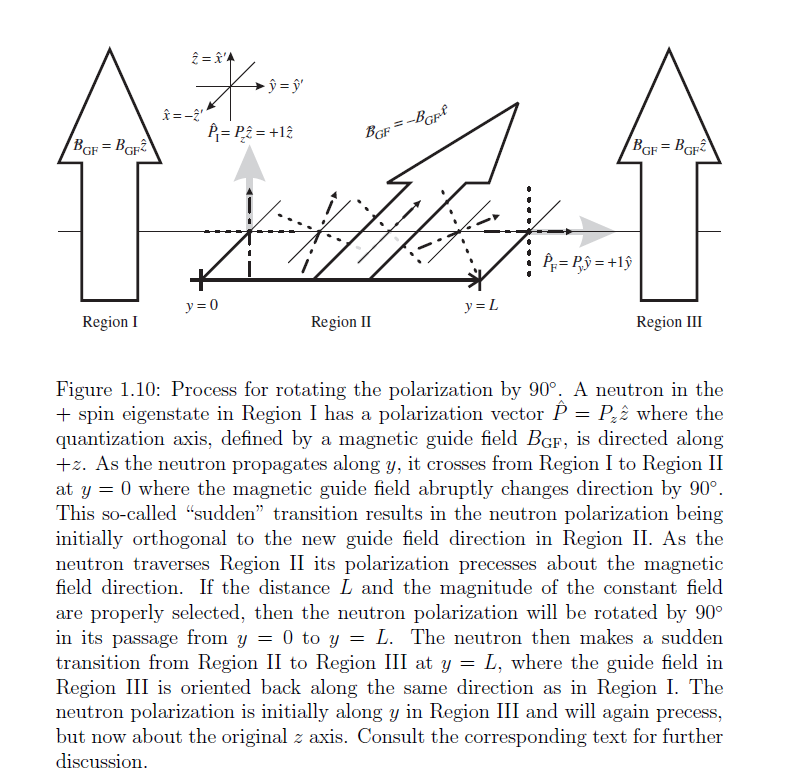 ẑ = x̂′
ŷ = ŷ′
x̂ = −ẑ′
P̂I = Pzẑ = +1ẑ
BGF = BGFẑ
BGF = −BGFx̂
BGF = BGFẑ
P̂F = Pyŷ = +1ŷ
y = 0
y = L
Region I
Region II
Region III
Figure 1.10: Process for rotating the polarization by 90°. A neutron in the
+ spin eigenstate in Region I has a polarization vector P̂ = Pzẑ where the
quantization axis, defined by a magnetic guide field BGF, is directed along
+z. As the neutron propagates along y, it crosses from Region I to Region II
at y = 0 where the magnetic guide field abruptly changes direction by 90°.
This so-called “sudden” transition results in the neutron polarization being
initially orthogonal to the new guide field direction in Region II. As the
neutron traverses Region II its polarization precesses about the magnetic
field direction. If the distance L and the magnitude of the constant field
are properly selected, then the neutron polarization will be rotated by 90°
in its passage from y = 0 to y = L. The neutron then makes a sudden
transition from Region II to Region III at y = L, where the guide field in
Region III is oriented back along the same direction as in Region I. The
neutron polarization is initially along y in Region III and will again precess,
but now about the original z axis. Consult the corresponding text for further
discussion.